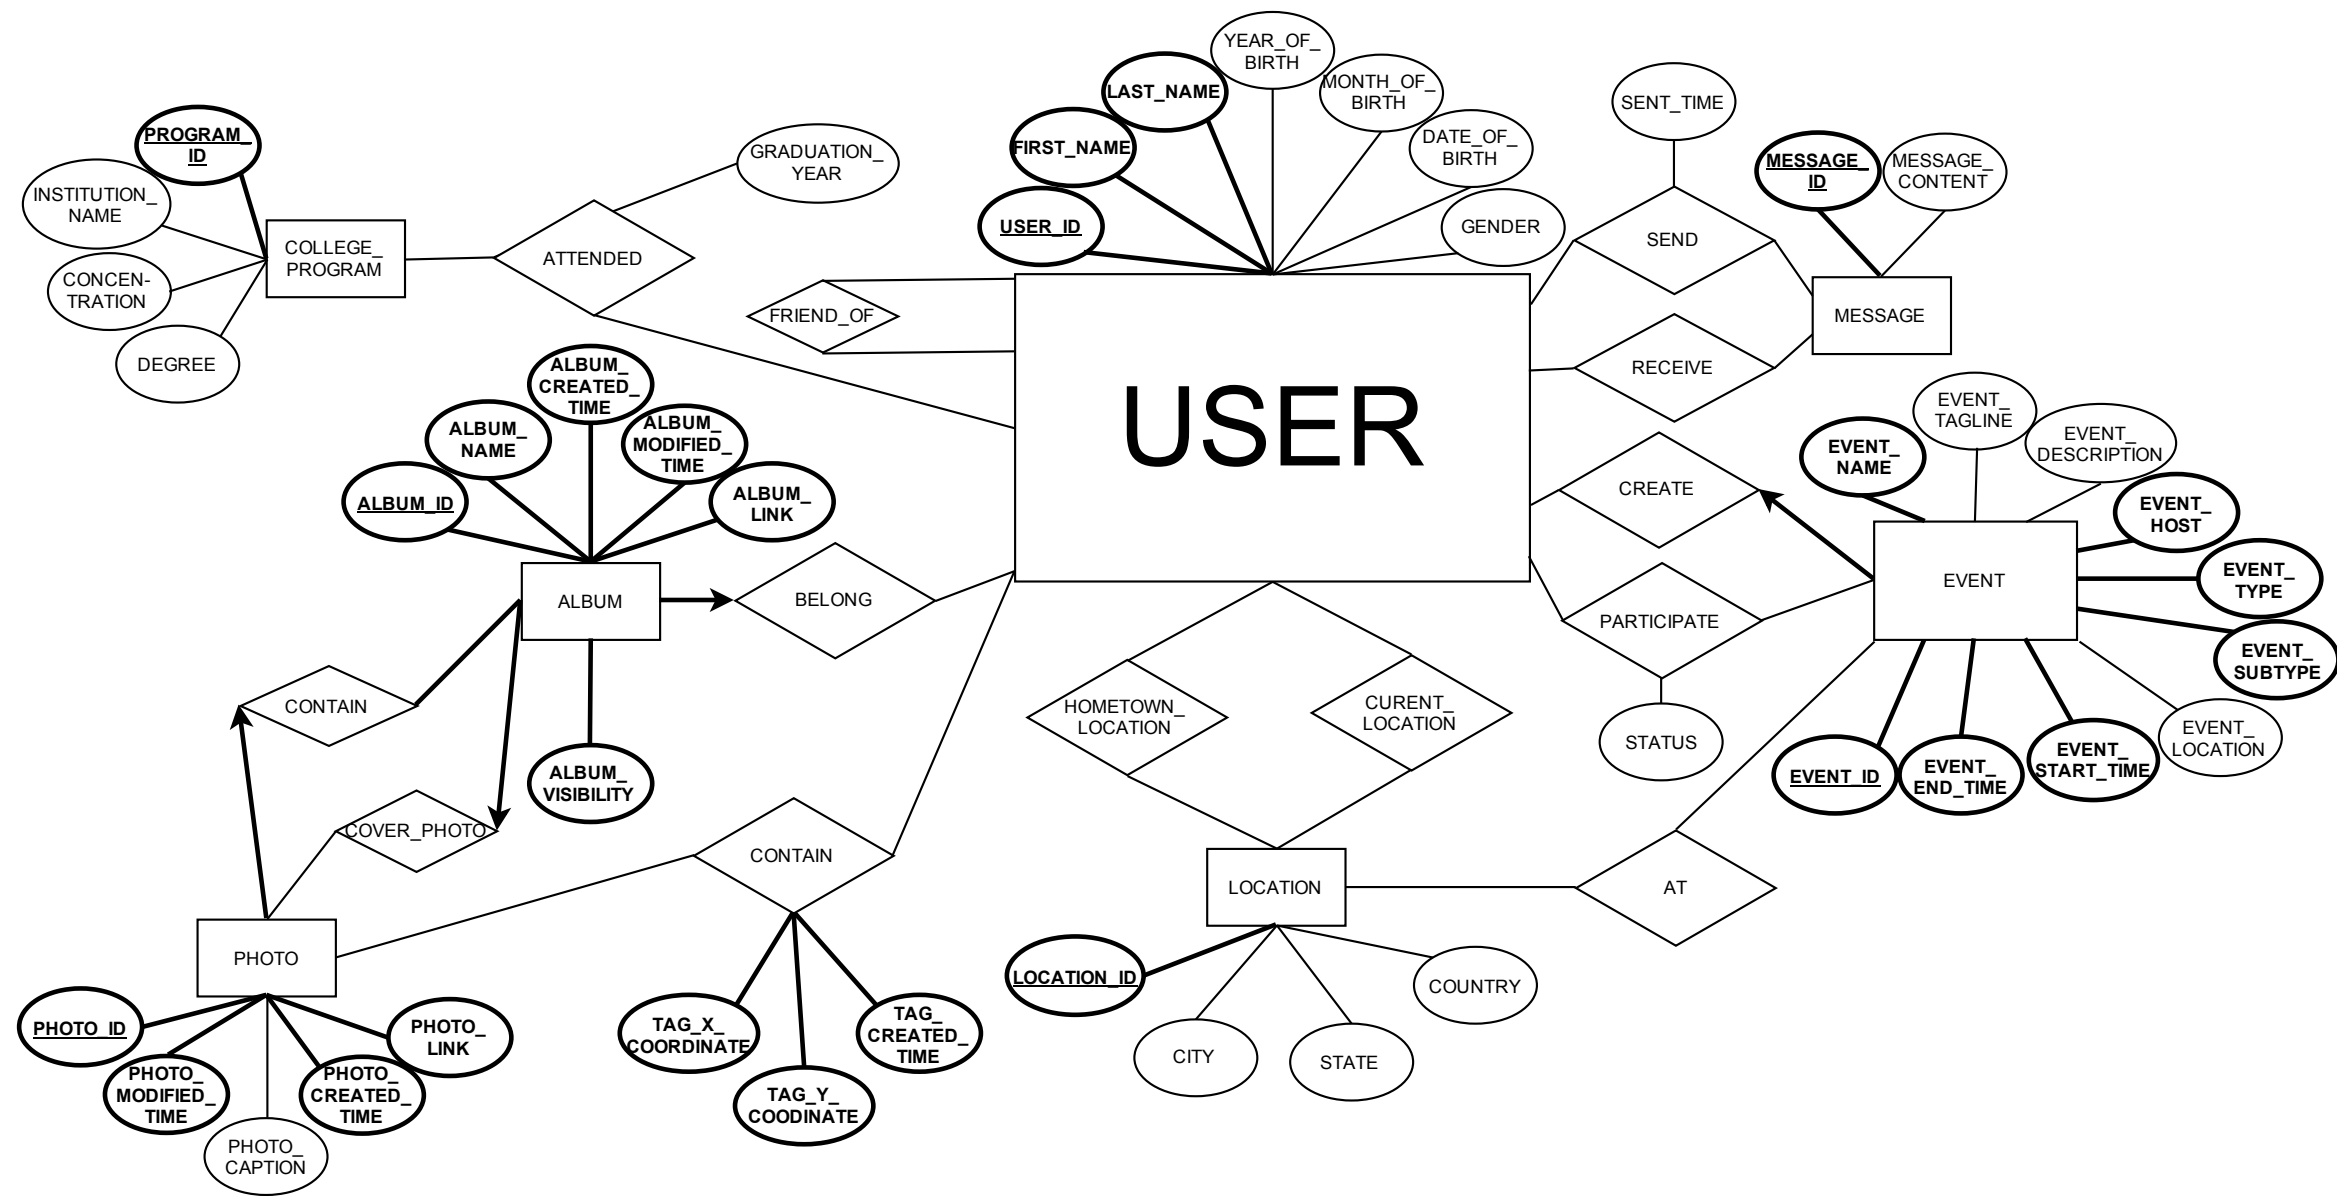 YEAR_OF_
BIRTH
LAST_NAME
MONTH_OF_
BIRTH
SENT_TIME
PROGRAM_
ID
FIRST_NAME
DATE_OF_
BIRTH
GRADUATION_
YEAR
MESSAGE_
ID
MESSAGE_
CONTENT
INSTITUTION_
NAME
USER_ID
GENDER
SEND
COLLEGE_
PROGRAM
ATTENDED
CONCEN-
TRATION
FRIEND_OF
MESSAGE
DEGREE
RECEIVE
ALBUM_
CREATED_
TIME
USER
EVENT_
TAGLINE
ALBUM_
NAME
ALBUM_
MODIFIED_
TIME
EVENT_
NAME
EVENT_
DESCRIPTION
ALBUM_ID
ALBUM_
LINK
CREATE
EVENT_
HOST
ALBUM
BELONG
EVENT
EVENT_
TYPE
PARTICIPATE
EVENT_
SUBTYPE
CONTAIN
HOMETOWN_
LOCATION
CURENT_
LOCATION
STATUS
EVENT_
LOCATION
ALBUM_
VISIBILITY
EVENT_ID
EVENT_
END_TIME
EVENT_
START_TIME
COVER_PHOTO
CONTAIN
LOCATION
AT
PHOTO
LOCATION_ID
COUNTRY
PHOTO_ID
PHOTO_
LINK
TAG_X_
COORDINATE
TAG_
CREATED_
TIME
CITY
STATE
PHOTO_
MODIFIED_
TIME
PHOTO_
CREATED_
TIME
TAG_Y_
COODINATE
PHOTO_
CAPTION